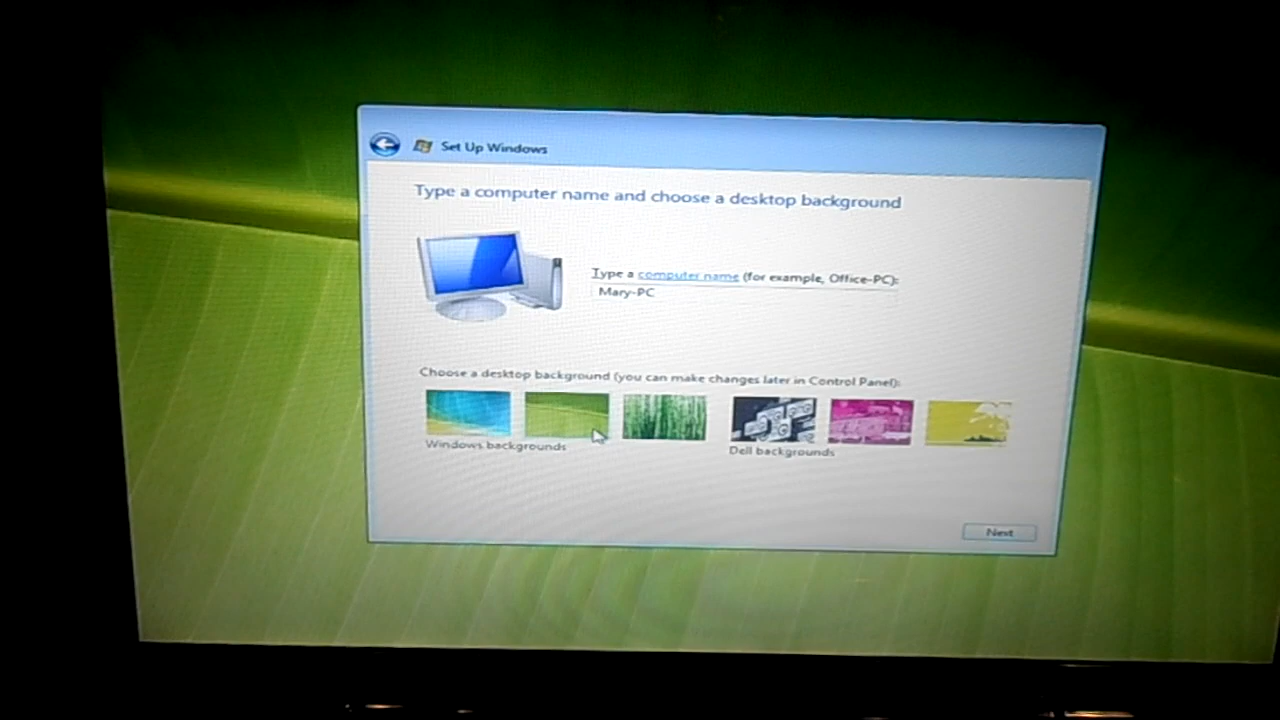 Set Up Windows
Type a computer name and choose a desktop background
Type a computer name (for example, Office-PC):
Mary-PC
Choose a desktop background (you can make changes later in Control Panel):
Windows backgrounds
Dell backgrounds
Next